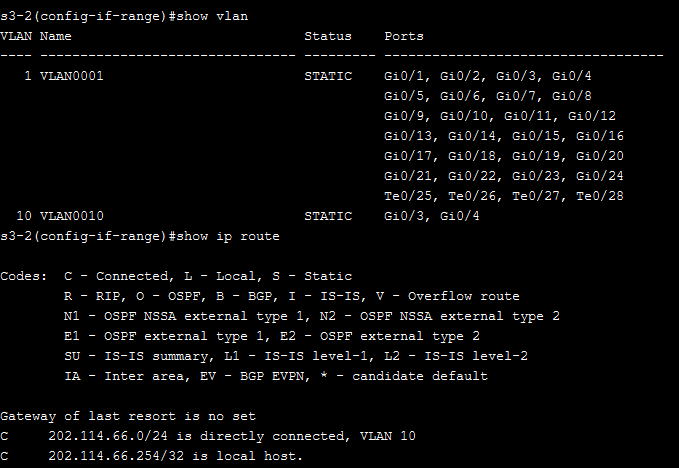 s3-2(config-if-range)#show vlan
VLAN Name                             Status    Ports
---- -------------------------------- --------- -----------------------------------
   1 VLAN0001                         STATIC    Gi0/1, Gi0/2, Gi0/3, Gi0/4
                                                Gi0/5, Gi0/6, Gi0/7, Gi0/8
                                                Gi0/9, Gi0/10, Gi0/11, Gi0/12
                                                Gi0/13, Gi0/14, Gi0/15, Gi0/16
                                                Gi0/17, Gi0/18, Gi0/19, Gi0/20
                                                Gi0/21, Gi0/22, Gi0/23, Gi0/24
                                                Te0/25, Te0/26, Te0/27, Te0/28
  10 VLAN0010                         STATIC    Gi0/3, Gi0/4
s3-2(config-if-range)#show ip route

Codes:  C - Connected, L - Local, S - Static
        R - RIP, O - OSPF, B - BGP, I - IS-IS, V - Overflow route
        N1 - OSPF NSSA external type 1, N2 - OSPF NSSA external type 2
        E1 - OSPF external type 1, E2 - OSPF external type 2
        SU - IS-IS summary, L1 - IS-IS level-1, L2 - IS-IS level-2
        IA - Inter area, EV - BGP EVPN, * - candidate default

Gateway of last resort is no set
C     202.114.66.0/24 is directly connected, VLAN 10
C     202.114.66.254/32 is local host.